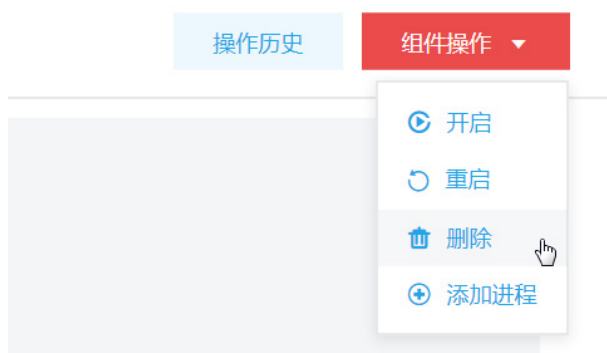 操作历史
组件操作
开启
重启
删除
添加进程